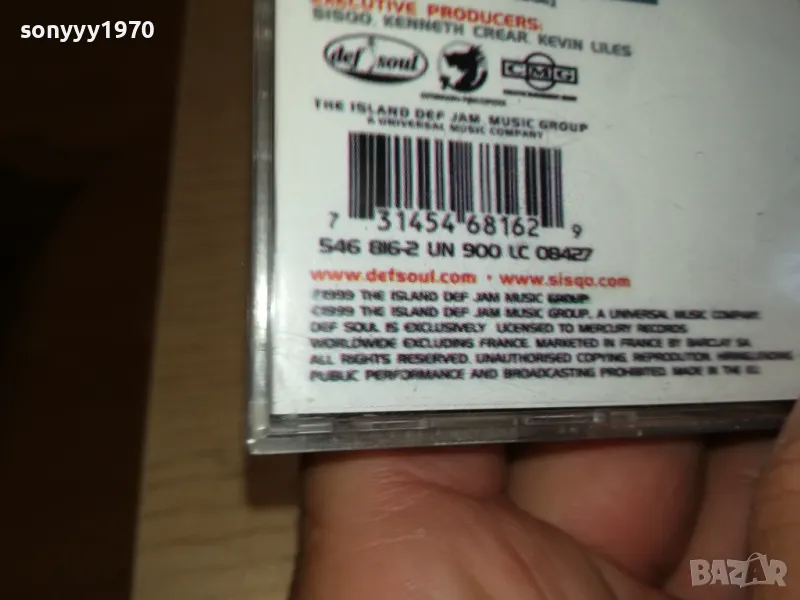 sonyyy1970
EXECUTIVE PRODUCERS:
SISQO, KENNETH CREAR, KEVIN LILES
def soul
CMG
THE ISLAND DEF JAM MUSIC GROUP
A UNIVERSAL MUSIC COMPANY
7 31454 68162 9
546 816-2 UN 900 LC 08427
www.defsoul.com · www.sisqo.com
℗1999 THE ISLAND DEF JAM MUSIC GROUP.
©1999 THE ISLAND DEF JAM MUSIC GROUP, A UNIVERSAL MUSIC COMPANY.
DEF SOUL IS EXCLUSIVELY LICENSED TO MERCURY RECORDS
WORLDWIDE EXCLUDING FRANCE. MARKETED IN FRANCE BY BARCLAY SA.
ALL RIGHTS RESERVED. UNAUTHORISED COPYING, REPRODUTION, HIRING,LENDING
PUBLIC PERFORMANCE AND BROADCASTING PROHIBITED. MADE IN THE EU.
BAZAR